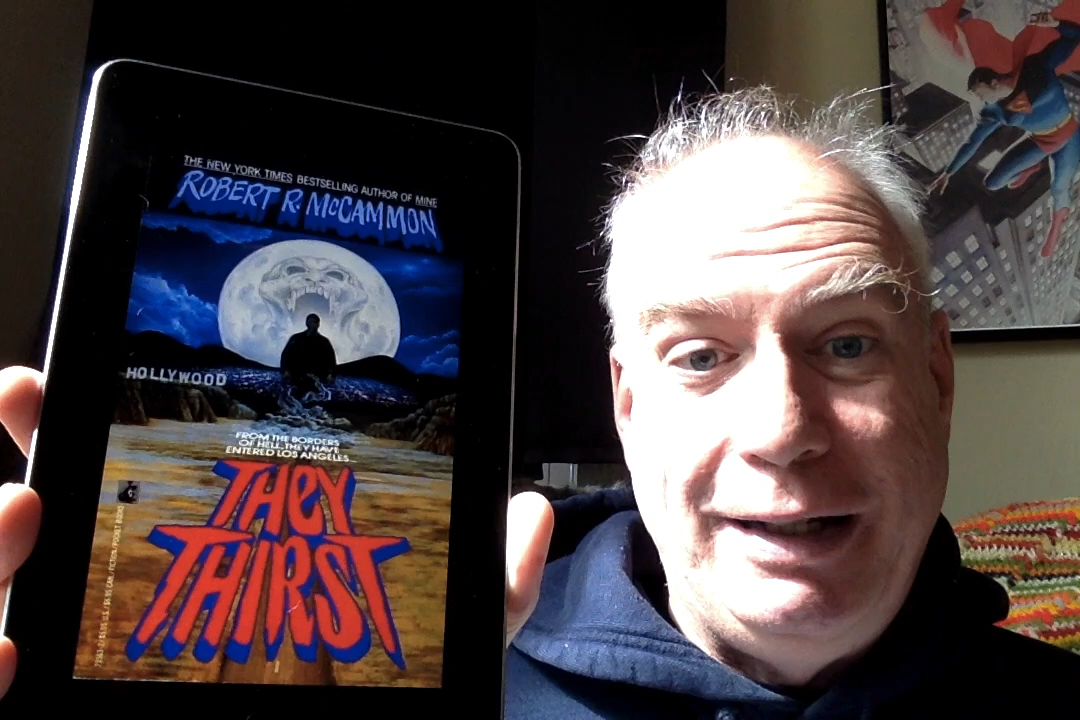 THE NEW YORK TIMES BESTSELLING AUTHOR OF MINE
ROBERT R. McCAMMON
HOLLYWOOD
FROM THE BORDERS
OF HELL, THEY HAVE
ENTERED LOS ANGELES...
THEY
THIRST